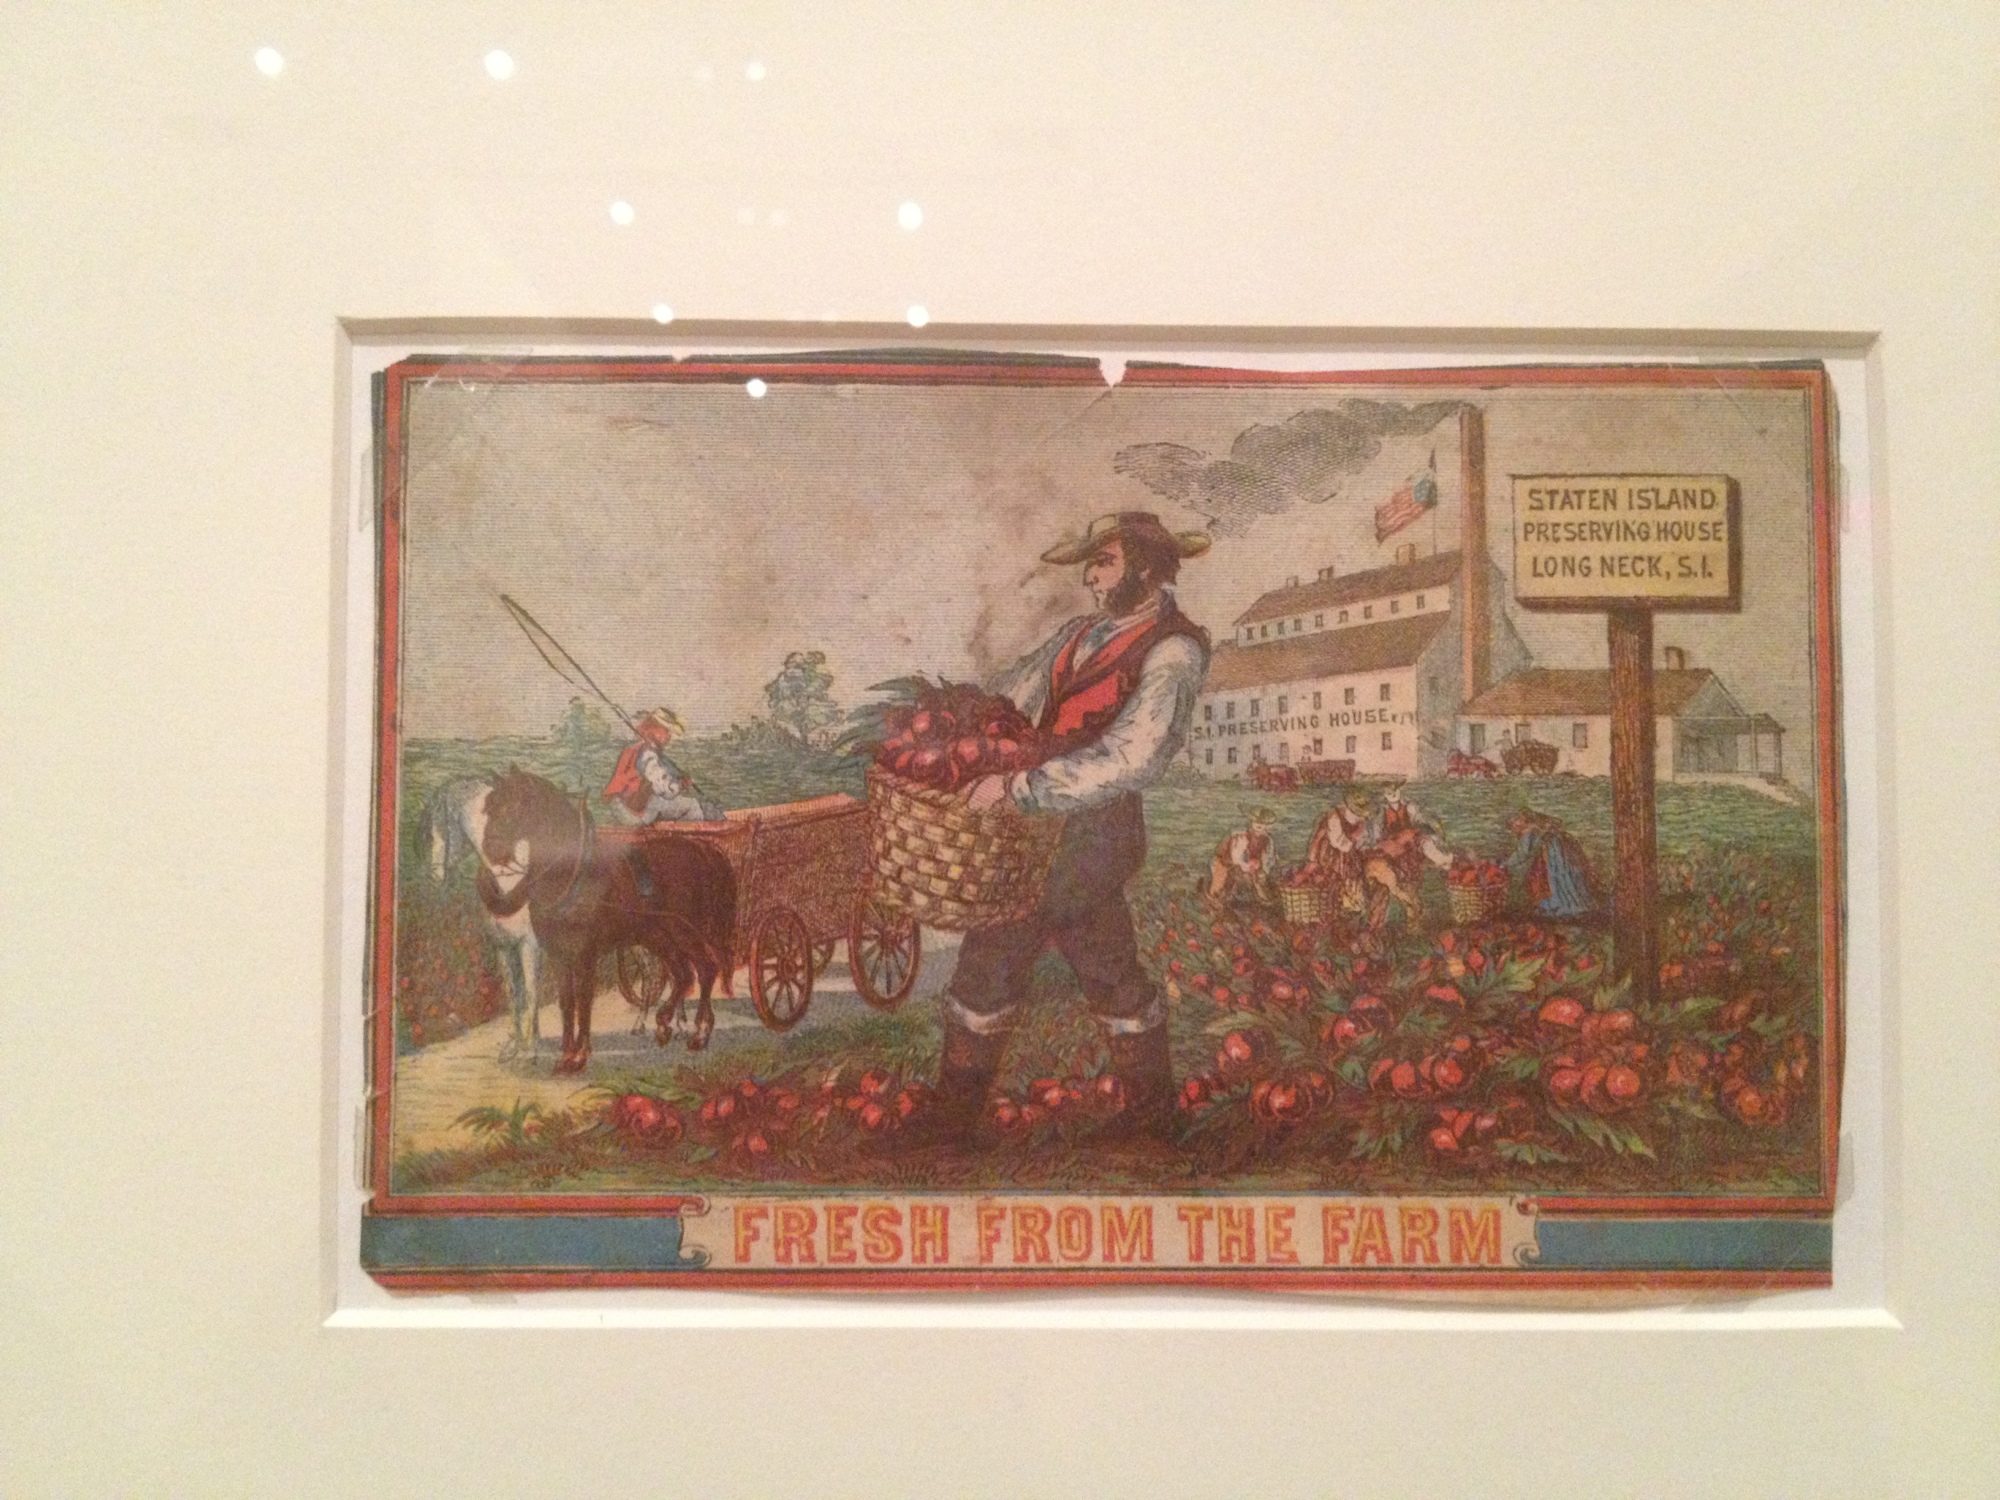 STATEN ISLAND
PRESERVING HOUSE
LONG NECK, S.I.
S.I. PRESERVING HOUSE
FRESH FROM THE FARM